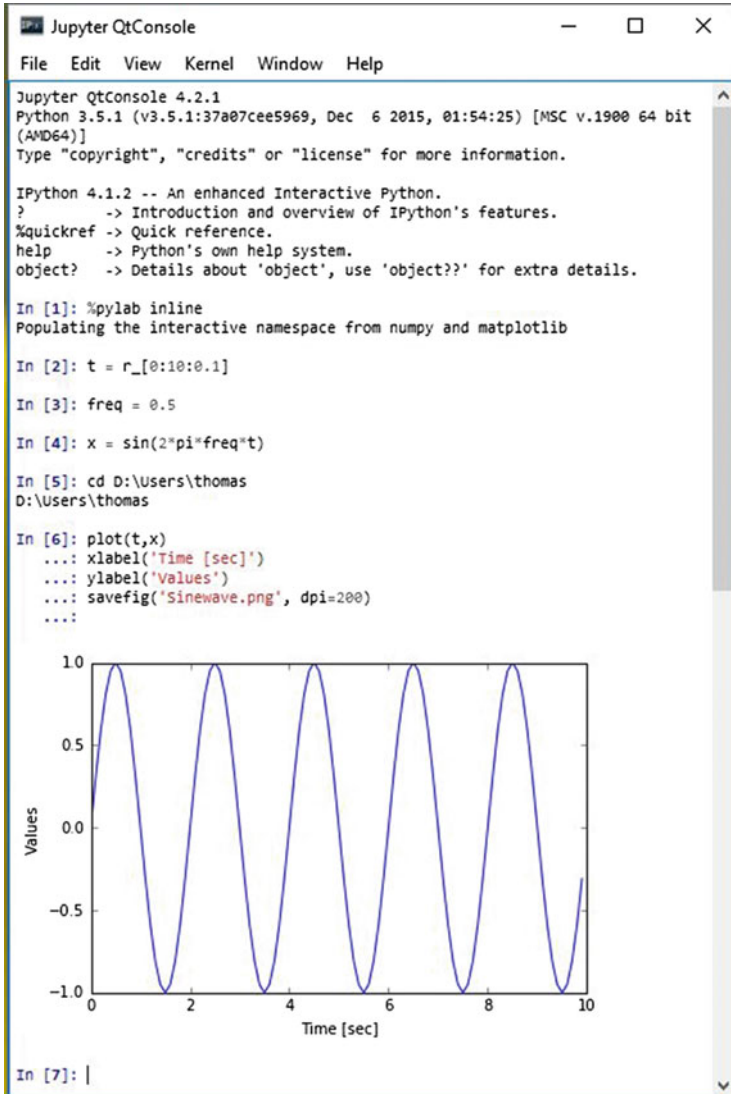 IP[y]: Jupyter QtConsole
File Edit View Kernel Window Help
Jupyter QtConsole 4.2.1
Python 3.5.1 (v3.5.1:37a07cee5969, Dec  6 2015, 01:54:25) [MSC v.1900 64 bit
(AMD64)]
Type "copyright", "credits" or "license" for more information.
IPython 4.1.2 -- An enhanced Interactive Python.
?         -> Introduction and overview of IPython's features.
%quickref -> Quick reference.
help      -> Python's own help system.
object?   -> Details about 'object', use 'object??' for extra details.
In [1]: %pylab inline
Populating the interactive namespace from numpy and matplotlib
In [2]: t = r_[0:10:0.1]
In [3]: freq = 0.5
In [4]: x = sin(2*pi*freq*t)
In [5]: cd D:\Users\thomas
D:\Users\thomas
In [6]: plot(t,x)
   ...: xlabel('Time [sec]')
   ...: ylabel('Values')
   ...: savefig('Sinewave.png', dpi=200)
   ...:
1.0
0.5
0.0
−0.5
−1.0
Values
0 2 4 6 8 10
Time [sec]
In [7]: